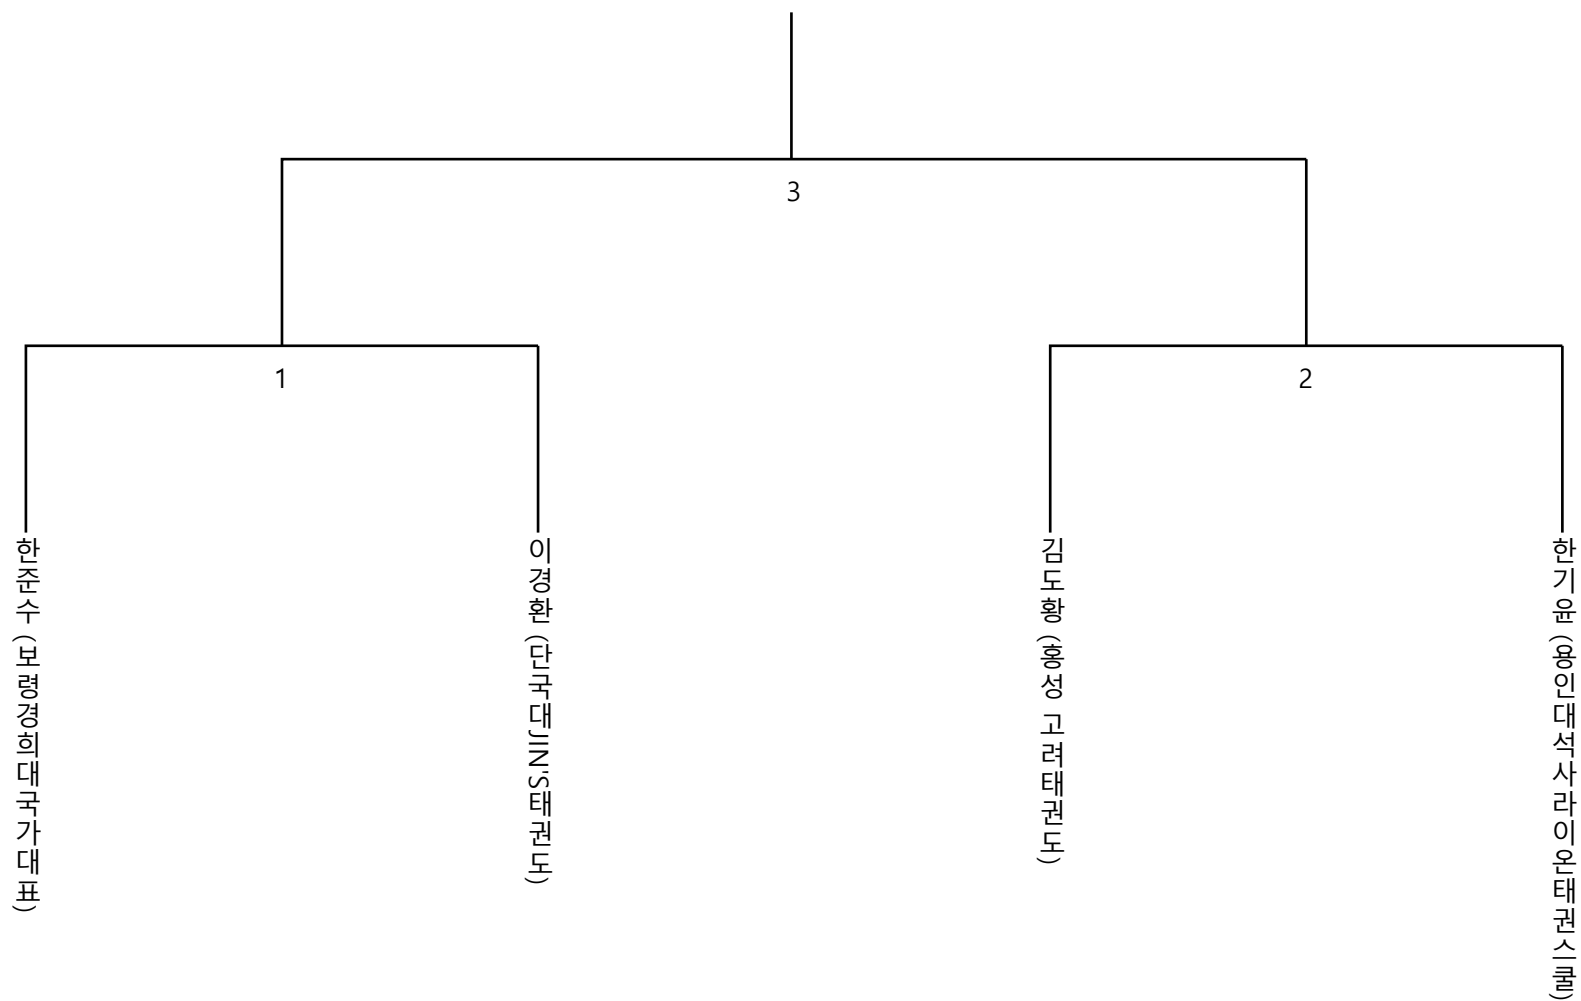 3
1
2
한준수 (보령경희대국가대표)
이경환 (단국대JIN'S태권도)
김도황 (홍성 고려태권도)
한기윤 (용인대석사라이온태권스쿨)